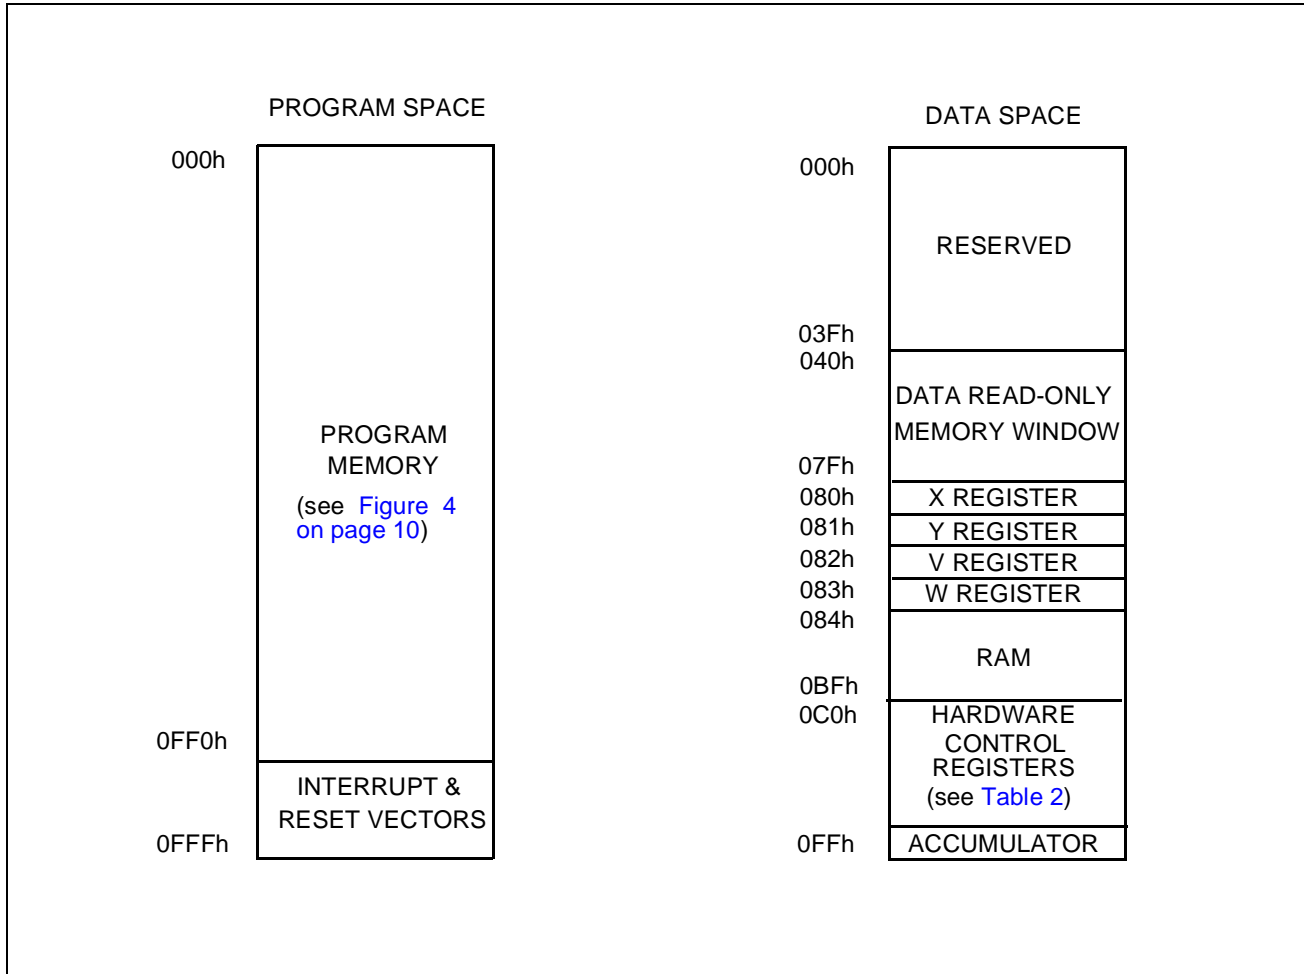 PROGRAM SPACE
000h
PROGRAM
MEMORY
(see Figure 4
on page 10)
0FF0h
INTERRUPT &
RESET VECTORS
0FFFh
DATA SPACE
000h
RESERVED
03Fh
040h
DATA READ-ONLY
MEMORY WINDOW
07Fh
080h X REGISTER
081h Y REGISTER
082h V REGISTER
083h W REGISTER
084h
RAM
0BFh
0C0h HARDWARE
CONTROL
REGISTERS
(see Table 2)
0FFh ACCUMULATOR